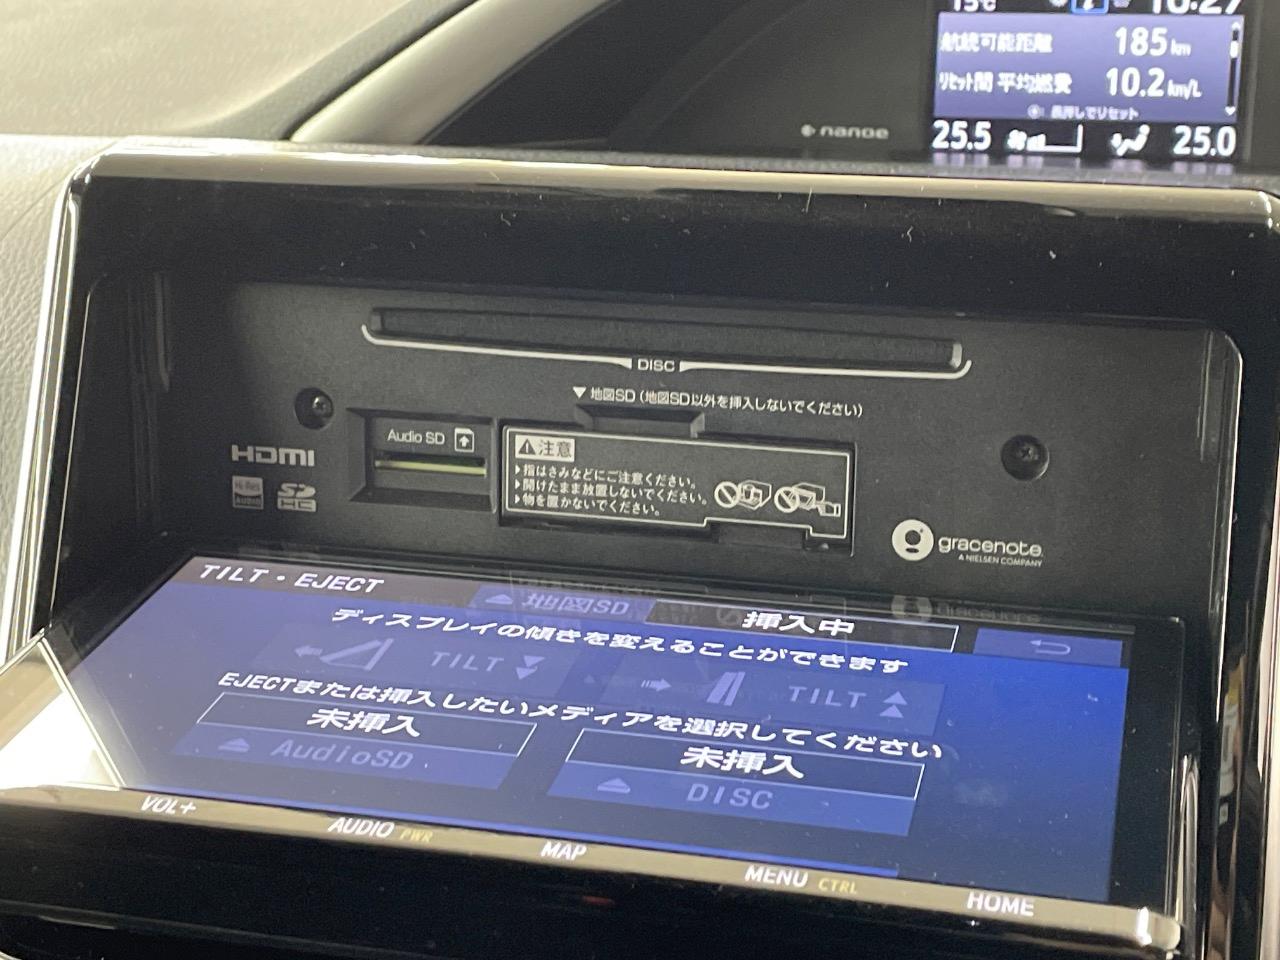 15℃
16:27
航続可能距離 185km
リセット間 平均燃費 10.2km/L
長押しでリセット
nanoe
25.5
25.0
DISC
▼地図SD (地図SD以外を挿入しないでください)
Audio SD
HDMI
Hi-Res
AUDIO
SD
HC
注意
指はさみなどにご注意ください。
開けたまま放置しないでください。
物を置かないでください。
gracenote.
A NIELSEN COMPANY
TILT・EJECT
地図SD
挿入中
ディスプレイの傾きを変えることができます
TILT
TILT
EJECTまたは挿入したいメディアを選択してください
未挿入
AudioSD
未挿入
DISC
VOL+
AUDIO PWR
MAP
MENU CTRL
HOME